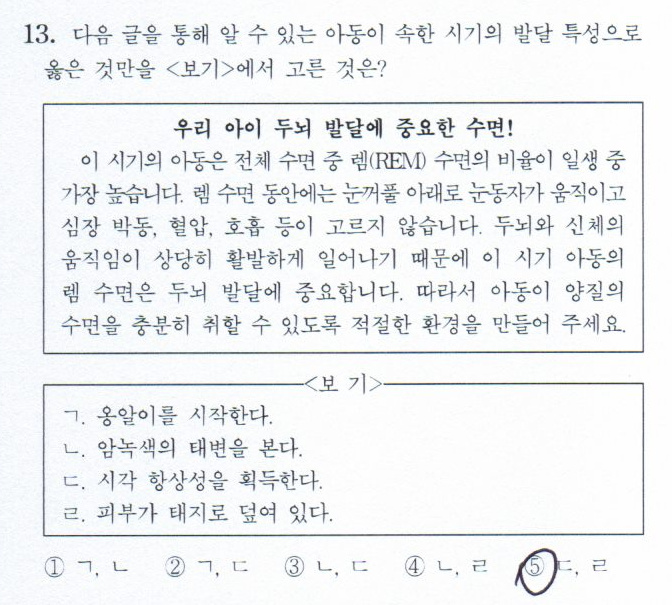 13. 다음 글을 통해 알 수 있는 아동이 속한 시기의 발달 특성으로
옳은 것만을 <보기>에서 고른 것은?
우리 아이 두뇌 발달에 중요한 수면!
이 시기의 아동은 전체 수면 중 렘(REM) 수면의 비율이 일생 중
가장 높습니다. 렘 수면 동안에는 눈꺼풀 아래로 눈동자가 움직이고
심장 박동, 혈압, 호흡 등이 고르지 않습니다. 두뇌와 신체의
움직임이 상당히 활발하게 일어나기 때문에 이 시기 아동의
렘 수면은 두뇌 발달에 중요합니다. 따라서 아동이 양질의
수면을 충분히 취할 수 있도록 적절한 환경을 만들어 주세요.
<보 기>
ㄱ. 옹알이를 시작한다.
ㄴ. 암녹색의 태변을 본다.
ㄷ. 시각 항상성을 획득한다.
ㄹ. 피부가 태지로 덮여 있다.
① ㄱ, ㄴ ② ㄱ, ㄷ ③ ㄴ, ㄷ ④ ㄴ, ㄹ ⑤ ㄷ, ㄹ